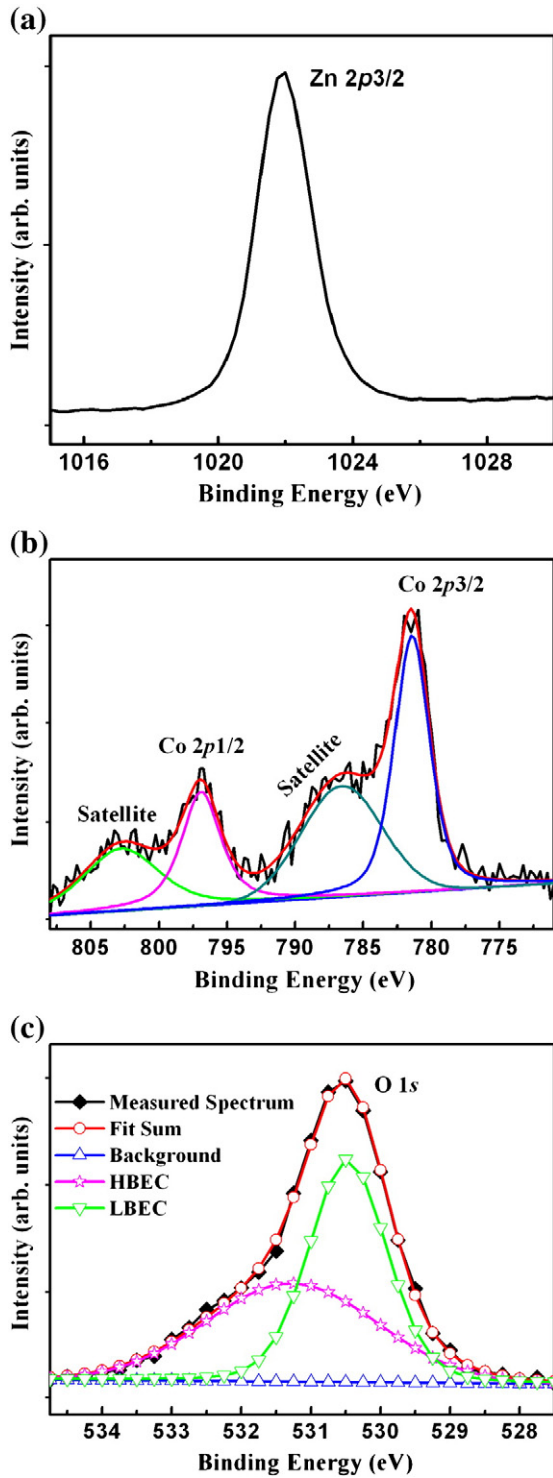 (a)
Zn 2p3/2
Intensity (arb. units)
1016 1020 1024 1028
Binding Energy (eV)
(b)
Co 2p3/2
Co 2p1/2
Satellite
Satellite
Intensity (arb. units)
805 800 795 790 785 780 775
Binding Energy (eV)
(c)
O 1s
Measured Spectrum
Fit Sum
Background
HBEC
LBEC
Intensity (arb. units)
534 533 532 531 530 529 528
Binding Energy (eV)